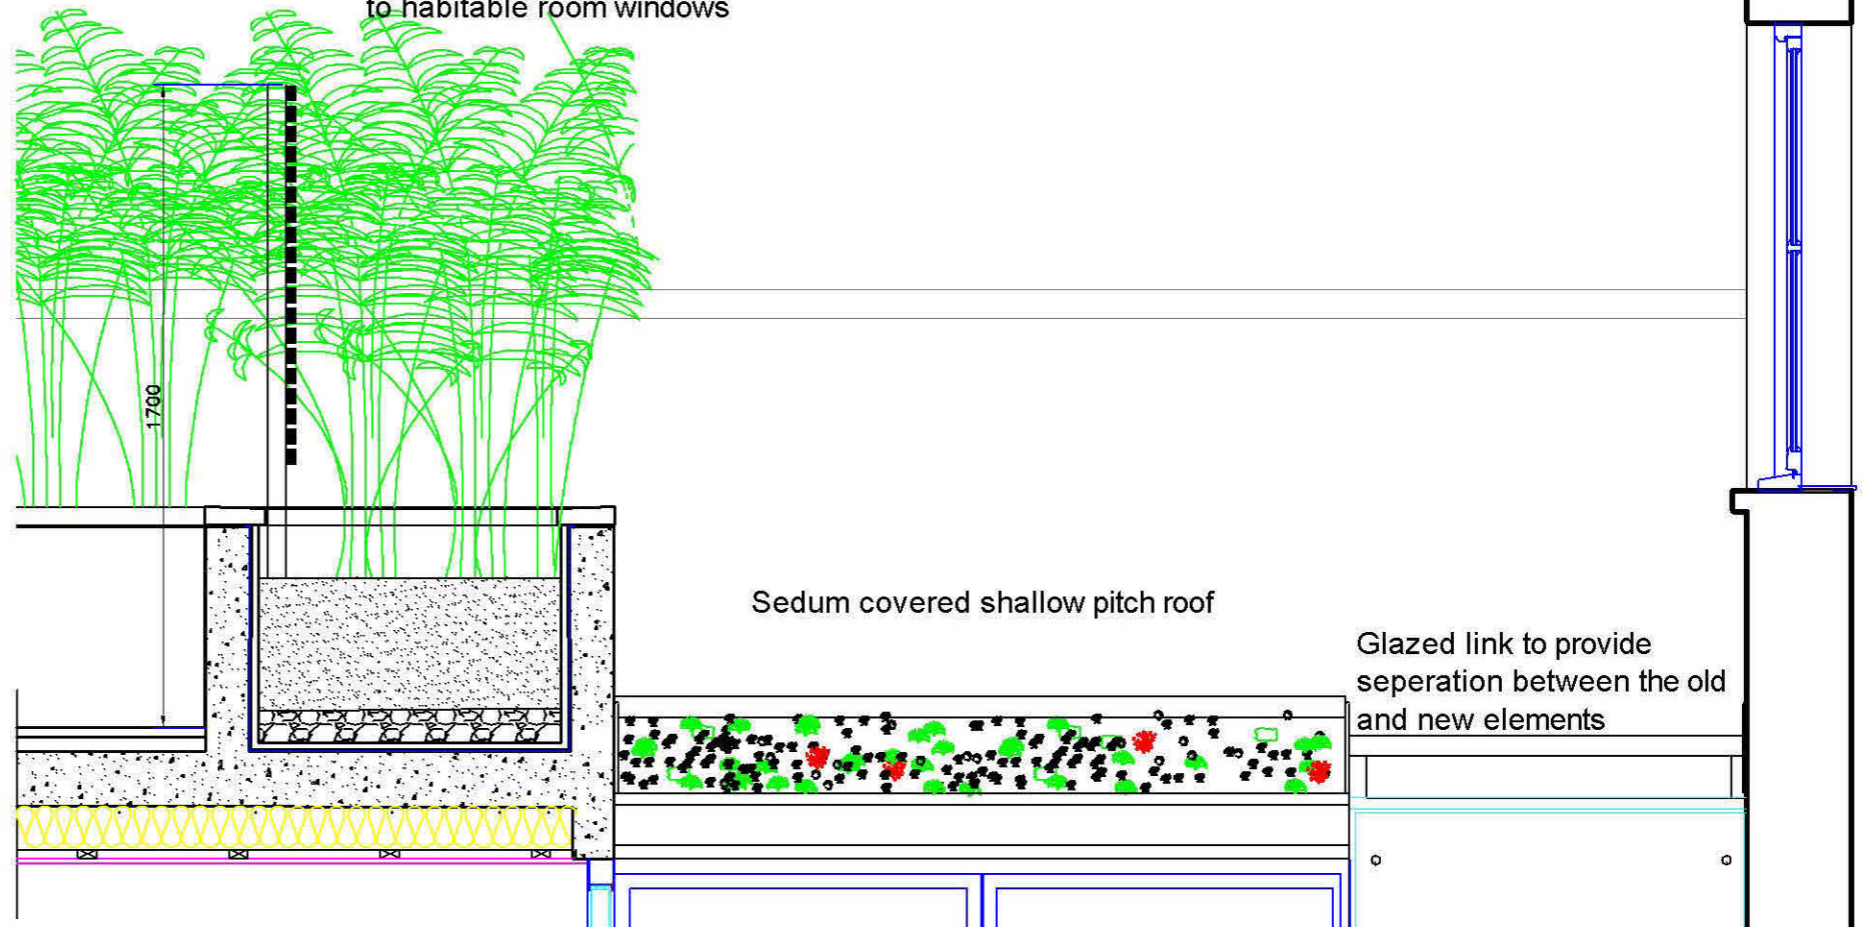 to habitable room windows
1700
Sedum covered shallow pitch roof
Glazed link to provide
seperation between the old
and new elements